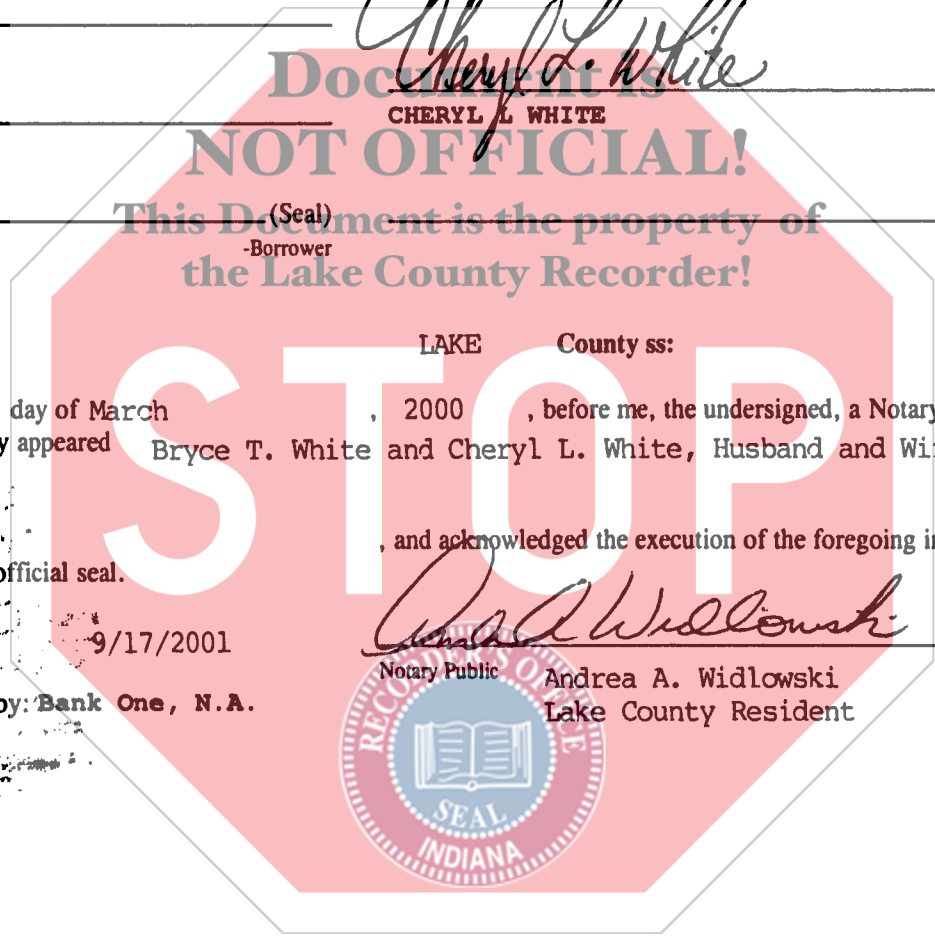 Cheryl L. White
Document is
CHERYL L WHITE
NOT OFFICIAL!
(Seal)
This Document is the property of
-Borrower
the Lake County Recorder!
LAKE County ss:
STOP
day of March , 2000 , before me, the undersigned, a Notary
y appeared Bryce T. White and Cheryl L. White, Husband and Wi
, and acknowledged the execution of the foregoing in
official seal.
Andrea A Widlowski
9/17/2001
Notary Public Andrea A. Widlowski
by: Bank One, N.A. Lake County Resident
RECORDER'S OFFICE
SEAL
INDIANA